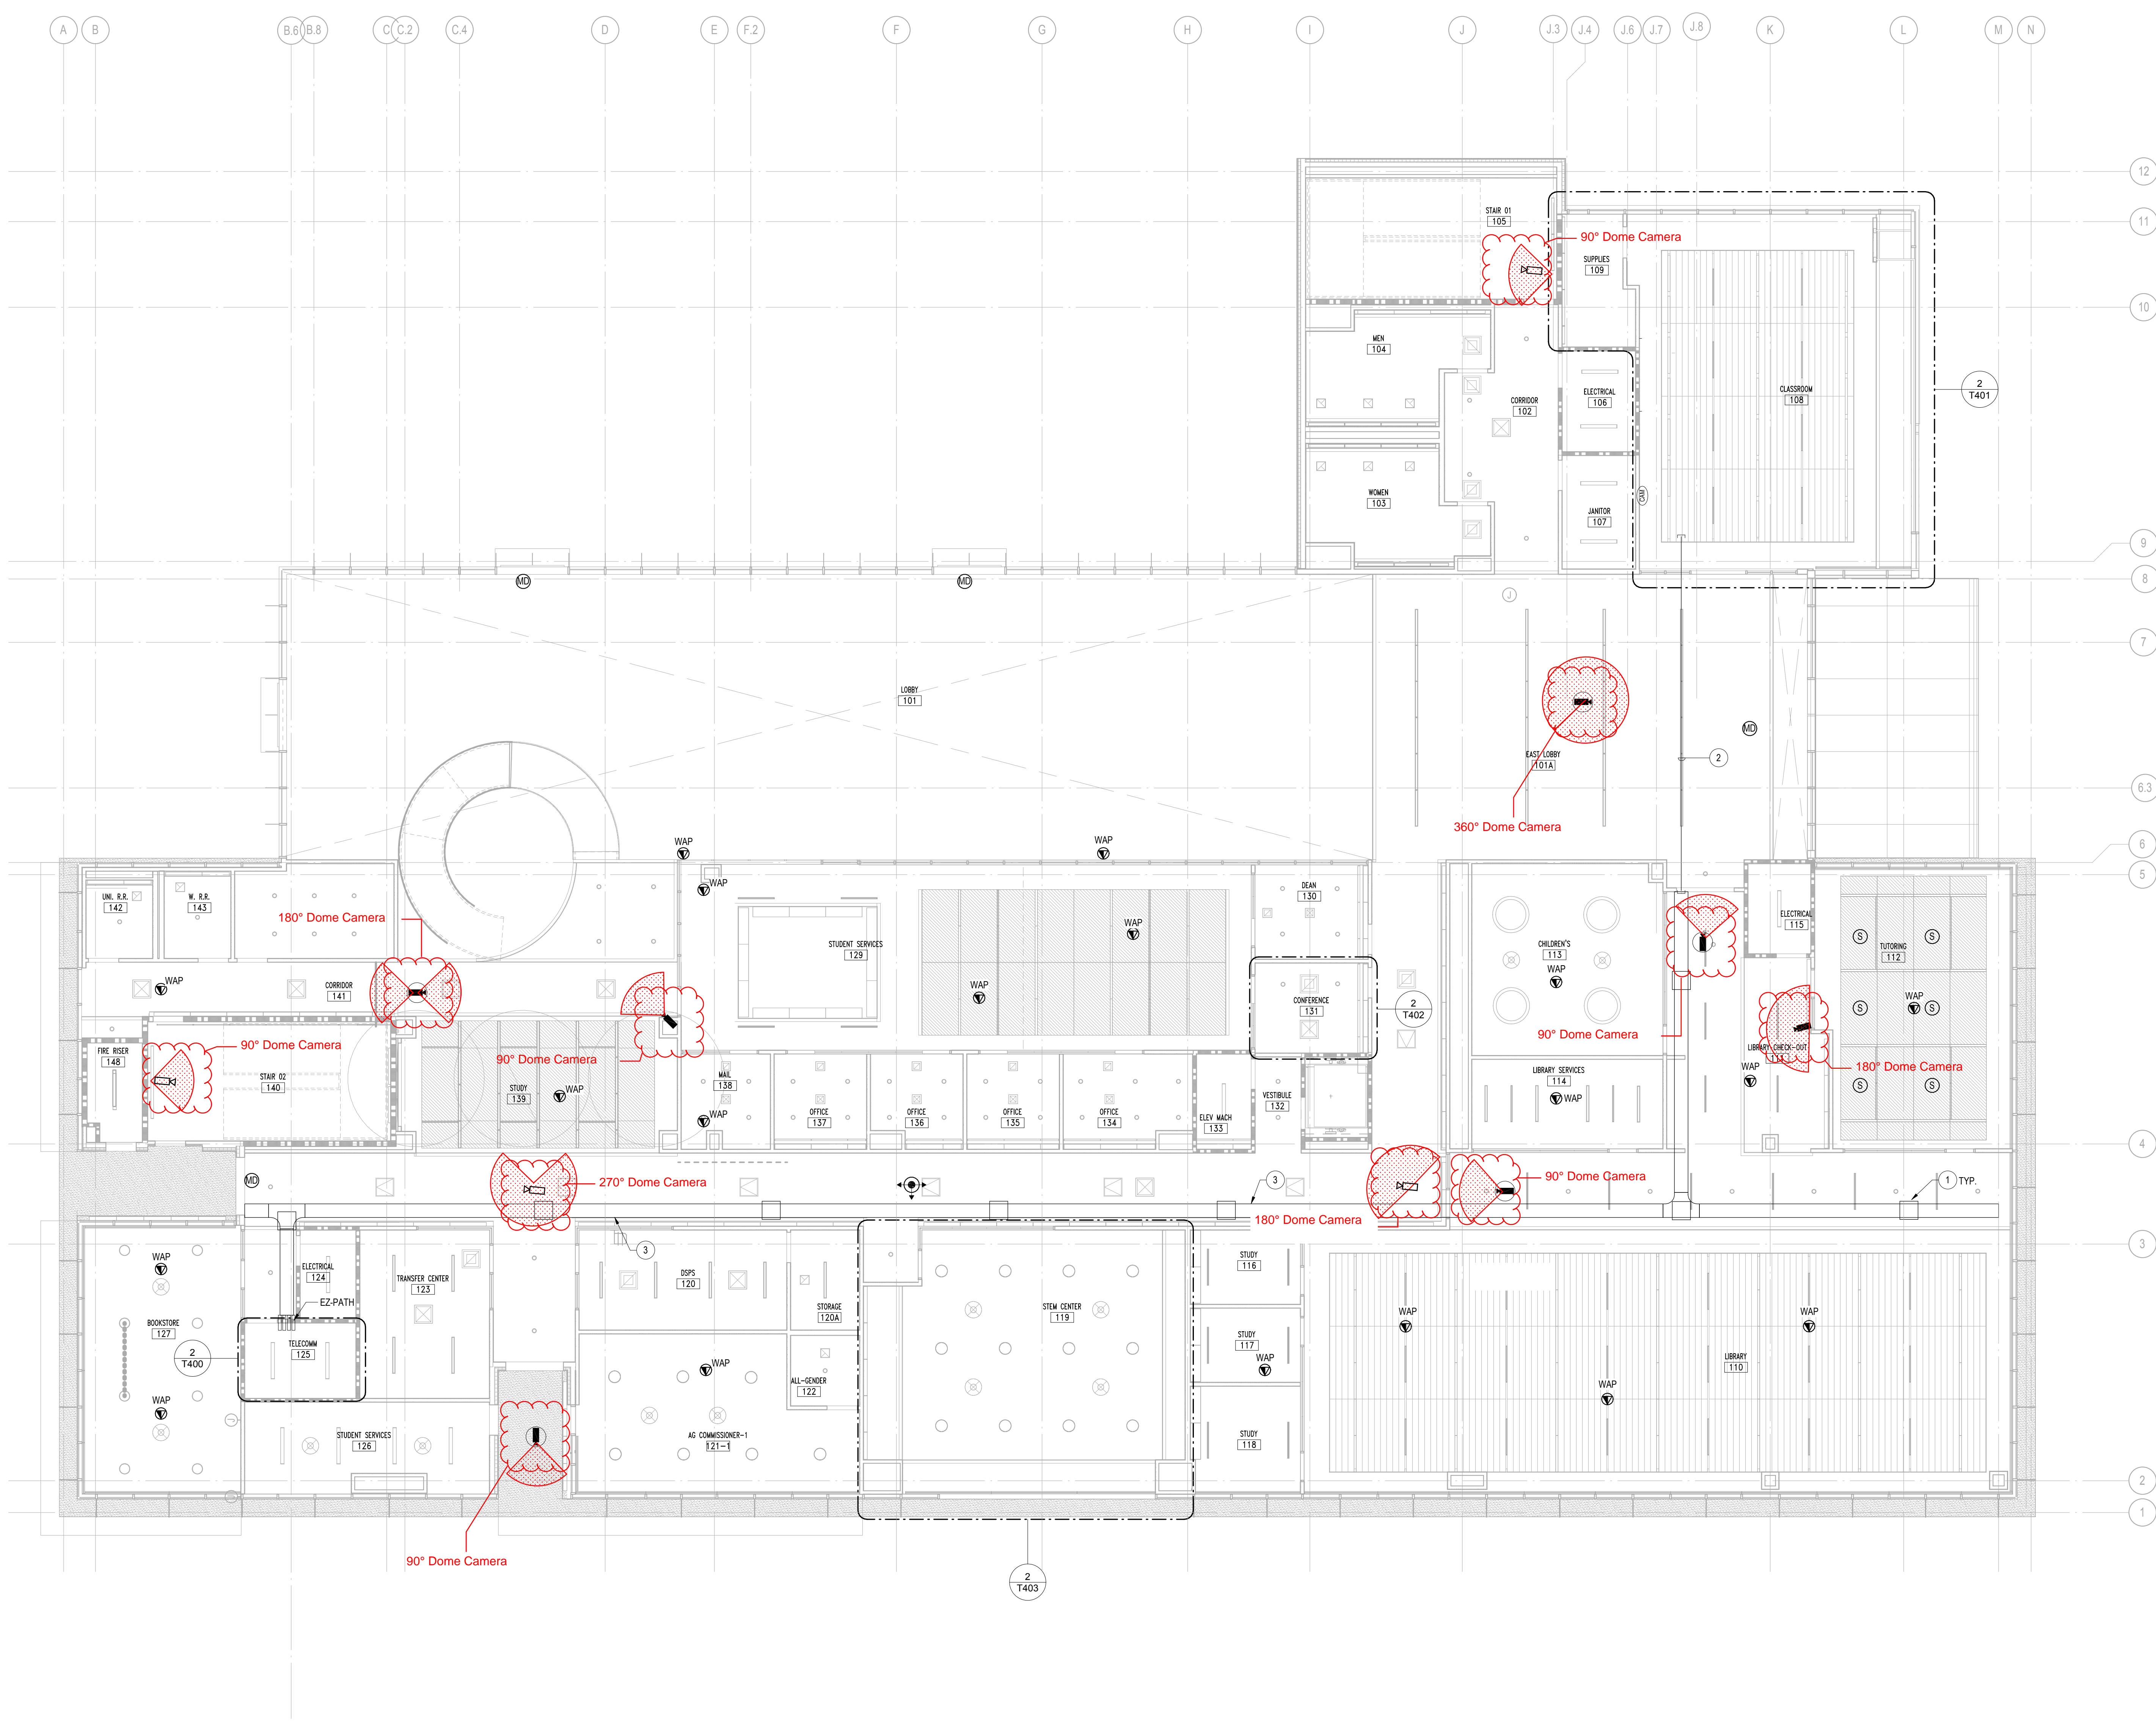 A B B.6 B.8 C C.2 C.4 D E F.2 F G H I J J.3 J.4 J.6 J.7 J.8 K L M N
12
STAIR 01
105
11
90° Dome Camera
SUPPLIES
109
10
MEN
104
CLASSROOM
108
2
T401
ELECTRICAL
106
CORRIDOR
102
WOMEN
103
CAM
JANITOR
107
9
MD
MD
8
J
7
LOBBY
101
MD
EAST LOBBY
101A
2
6.3
360° Dome Camera
WAP
WAP
6
5
WAP
UNI. R.R.
142
W. R.R.
143
DEAN
130
180° Dome Camera
WAP
ELECTRICAL
115
STUDENT SERVICES
129
CHILDREN'S
113
S
S
TUTORING
112
WAP
WAP
CORRIDOR
141
WAP
WAP
CONFERENCE
131
2
T402
WAP
S
S
90° Dome Camera
90° Dome Camera
FIRE RISER
148
LIBRARY CHECK-OUT
90° Dome Camera
180° Dome Camera
STAIR 02
140
MAIL
138
LIBRARY SERVICES
114
WAP
S
S
STUDY
139
WAP
VESTIBULE
132
WAP
OFFICE
137
OFFICE
136
OFFICE
135
OFFICE
134
ELEV MACH
133
WAP
4
MD
270° Dome Camera
3
90° Dome Camera
1 TYP.
180° Dome Camera
3
3
WAP
STUDY
116
ELECTRICAL
124
TRANSFER CENTER
123
DSPS
120
EZ-PATH
STORAGE
120A
STEM CENTER
119
WAP
WAP
BOOKSTORE
127
STUDY
117
TELECOMM
125
2
T400
WAP
WAP
LIBRARY
110
ALL-GENDER
122
WAP
WAP
STUDENT SERVICES
126
AG COMMISSIONER-1
121-1
STUDY
118
2
1
90° Dome Camera
2
T403